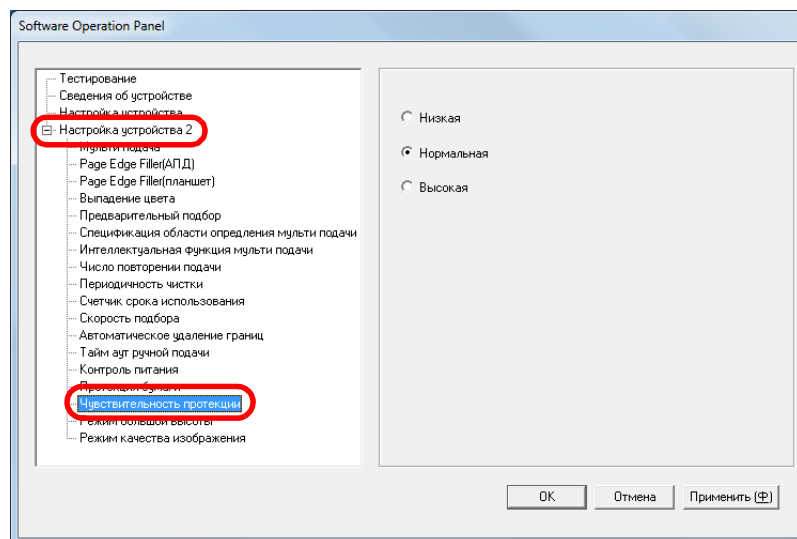 Software Operation Panel
Тестирование
Сведения об устройстве
Настройка устройства
Настройка устройства 2
Мульти подача
Page Edge Filler(АПД)
Page Edge Filler(планшет)
Выпадение цвета
Предварительный подбор
Спецификация области опредления мульти подачи
Интеллектуальная функция мульти подачи
Число повторении подачи
Периодичность чистки
Счетчик срока использования
Скорость подбора
Автоматическое удаление границ
Тайм аут ручной подачи
Контроль питания
Протекция бумаги
Чувствительность протекции
Режим большой высоты
Режим качества изображения
Низкая
Нормальная
Высокая
OK
Отмена
Применить (Ф)